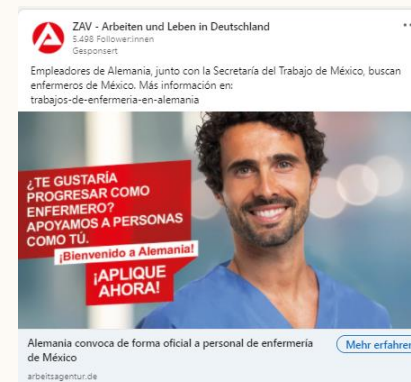 ZAV - Arbeiten und Leben in Deutschland
5.498 Follower:innen
Gesponsert
Empleadores de Alemania, junto con la Secretaría del Trabajo de México, buscan
enfermeros de México. Más información en:
trabajos-de-enfermeria-en-alemania
¿TE GUSTARÍA
PROGRESAR COMO
ENFERMERO?
APOYAMOS A PERSONAS
COMO TÚ.
¡Bienvenido a Alemania!
¡APLIQUE
AHORA!
Alemania convoca de forma oficial a personal de enfermería
de México
Mehr erfahren
arbeitsagentur.de